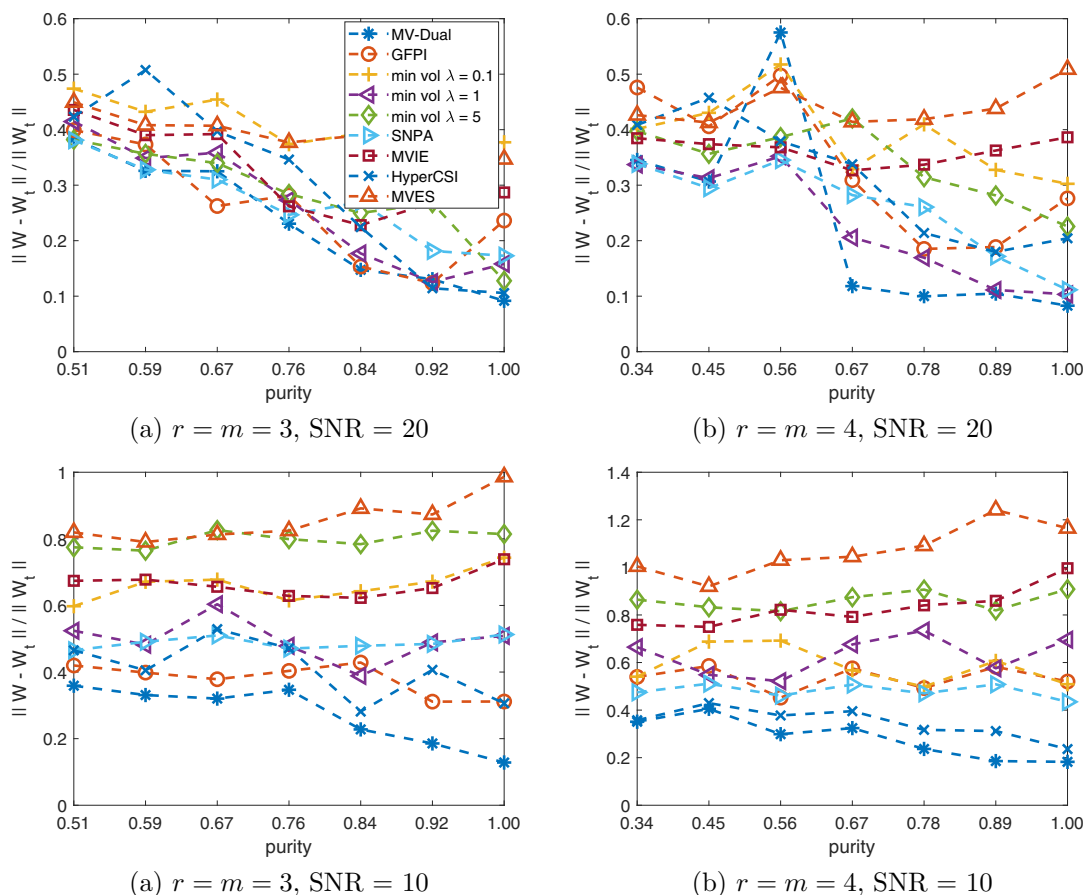 0.6
0.5
0.4
0.3
0.2
0.1
0
|| W - W_t || / || W_t ||
0.51 0.59 0.67 0.76 0.84 0.92 1.00
purity
MV-Dual
GFPI
min vol λ = 0.1
min vol λ = 1
min vol λ = 5
SNPA
MVIE
HyperCSI
MVES
(a) r = m = 3, SNR = 20
0.6
0.5
0.4
0.3
0.2
0.1
0
|| W - W_t || / || W_t ||
0.34 0.45 0.56 0.67 0.78 0.89 1.00
purity
(b) r = m = 4, SNR = 20
1
0.8
0.6
0.4
0.2
0
|| W - W_t || / || W_t ||
0.51 0.59 0.67 0.76 0.84 0.92 1.00
purity
(a) r = m = 3, SNR = 10
1.4
1.2
1
0.8
0.6
0.4
0.2
0
|| W - W_t || / || W_t ||
0.34 0.45 0.56 0.67 0.78 0.89 1.00
purity
(b) r = m = 4, SNR = 10